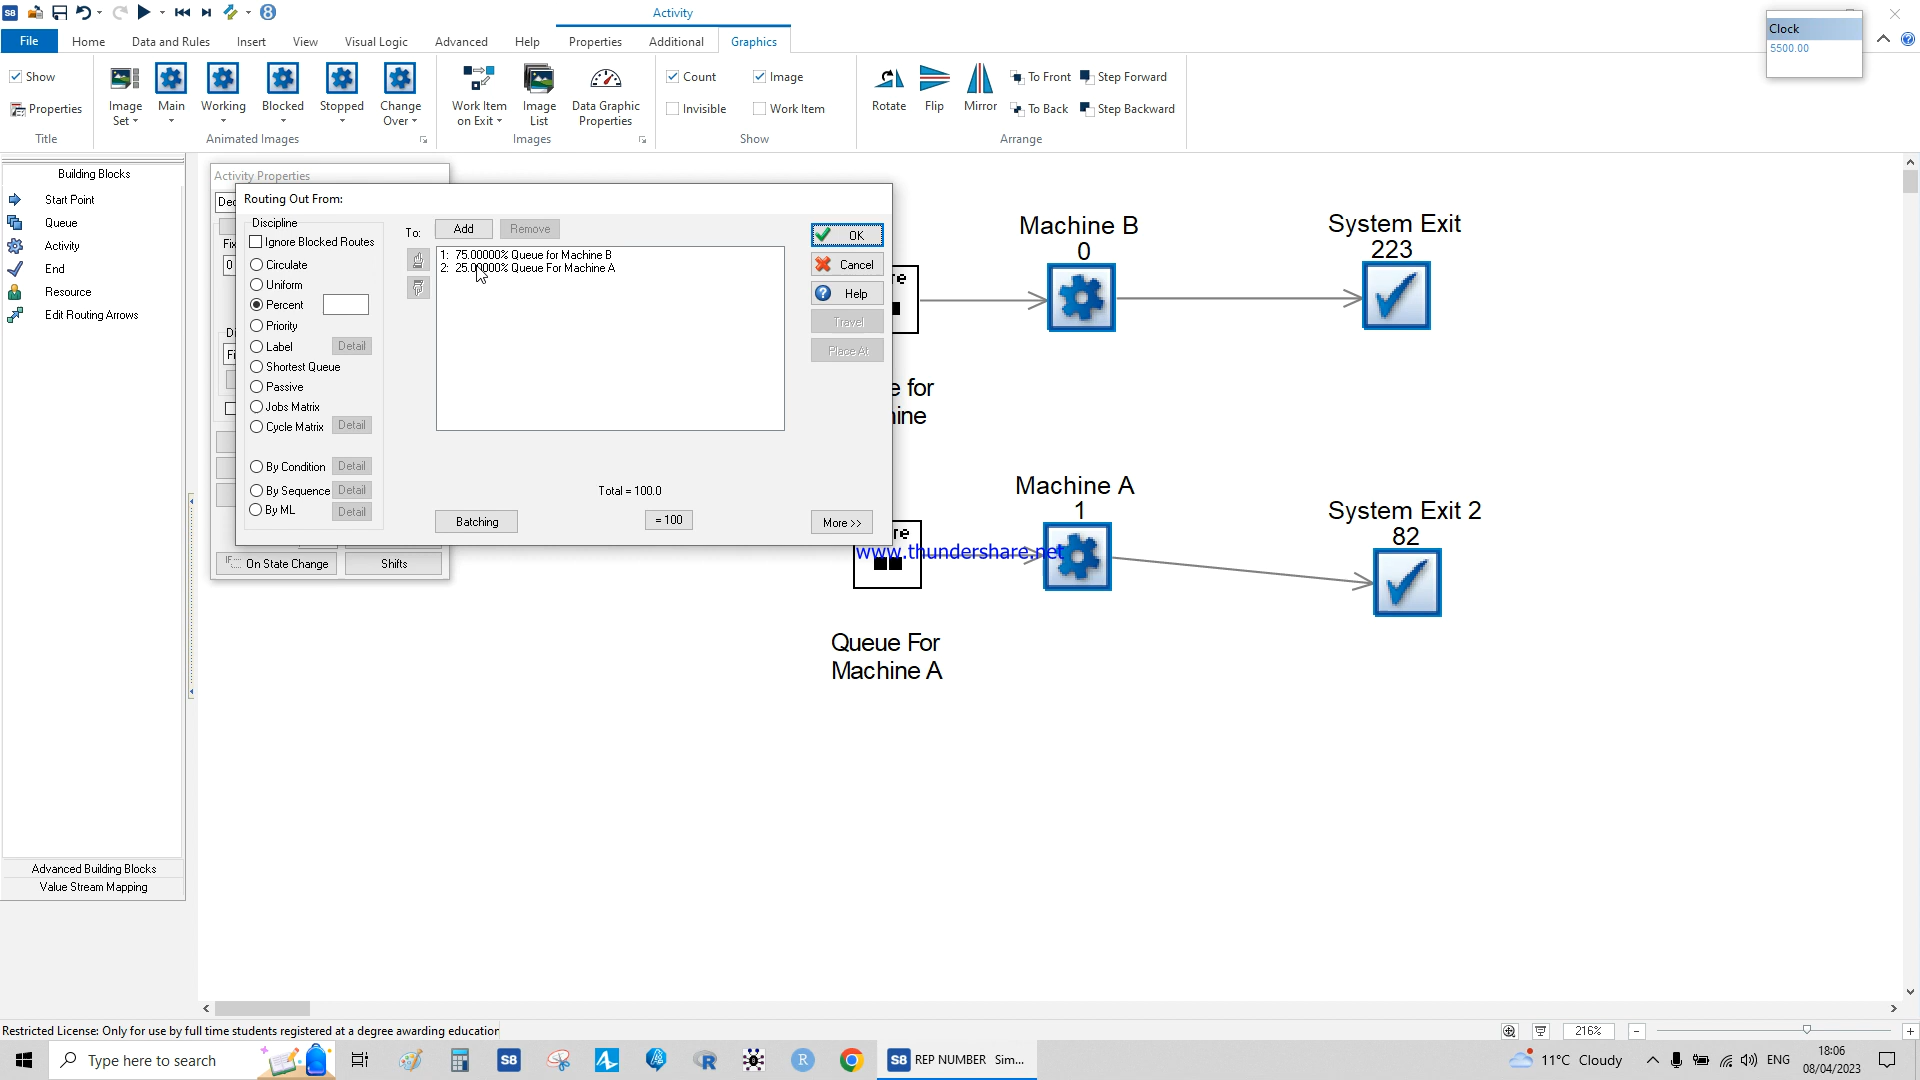 Activity
File
Home
Data and Rules
Insert
View
Visual Logic
Advanced
Help
Properties
Additional
Graphics
Clock
5500.00
Show
Properties
Title
Image
Set
Main
Working
Blocked
Stopped
Change
Over
Animated Images
Work Item
on Exit
Image
List
Data Graphic
Properties
Images
Count
Image
Invisible
Work Item
Show
Rotate
Flip
Mirror
To Front
Step Forward
To Back
Step Backward
Arrange
Building Blocks
Start Point
Queue
Activity
End
Resource
Edit Routing Arrows
Advanced Building Blocks
Value Stream Mapping
Activity Properties
Routing Out From:
Discipline
Ignore Blocked Routes
Circulate
Uniform
Percent
Priority
Label
Detail
Shortest Queue
Passive
Jobs Matrix
Cycle Matrix
Detail
By Condition
Detail
By Sequence
Detail
By ML
Detail
To:
Add
Remove
1: 75.00000% Queue for Machine B
2: 25.00000% Queue For Machine A
Total = 100.0
Batching
= 100
OK
Cancel
Help
Travel
Place At
More >>
On State Change
Shifts
Machine B
0
System Exit
223
Machine A
1
System Exit 2
82
www.thundershare.net
Queue For
Machine A
Restricted License: Only for use by full time students registered at a degree awarding education
216%
Type here to search
S8
REP NUMBER Sim...
11°C Cloudy
ENG
18:06
08/04/2023